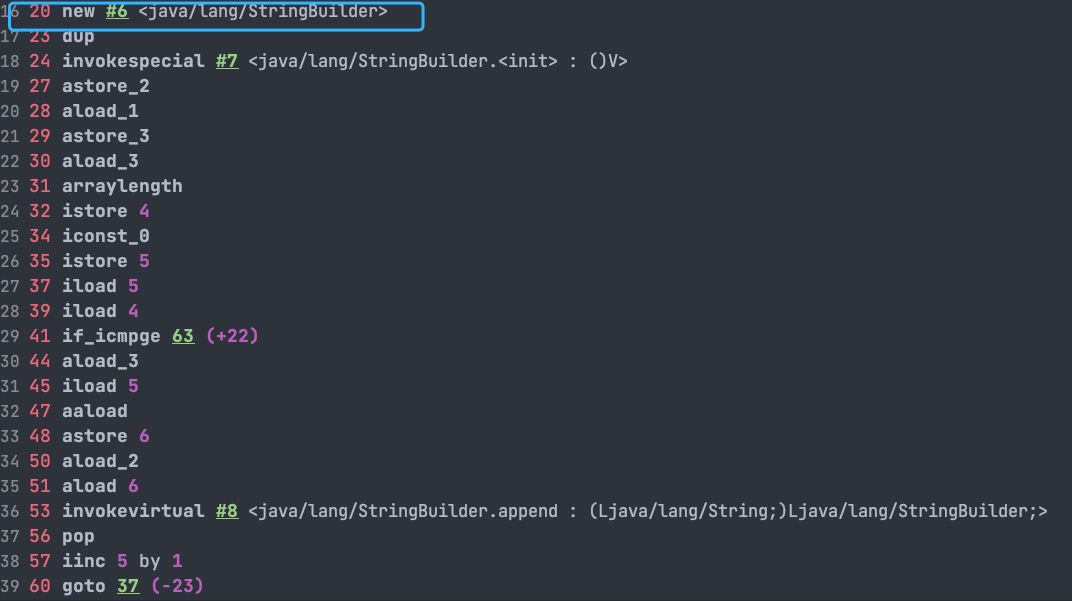 16 20 new #6 <java/lang/StringBuilder>
17 23 dup
18 24 invokespecial #7 <java/lang/StringBuilder.<init> : ()V>
19 27 astore_2
20 28 aload_1
21 29 astore_3
22 30 aload_3
23 31 arraylength
24 32 istore 4
25 34 iconst_0
26 35 istore 5
27 37 iload 5
28 39 iload 4
29 41 if_icmpge 63 (+22)
30 44 aload_3
31 45 iload 5
32 47 aaload
33 48 astore 6
34 50 aload_2
35 51 aload 6
36 53 invokevirtual #8 <java/lang/StringBuilder.append : (Ljava/lang/String;)Ljava/lang/StringBuilder;>
37 56 pop
38 57 iinc 5 by 1
39 60 goto 37 (-23)